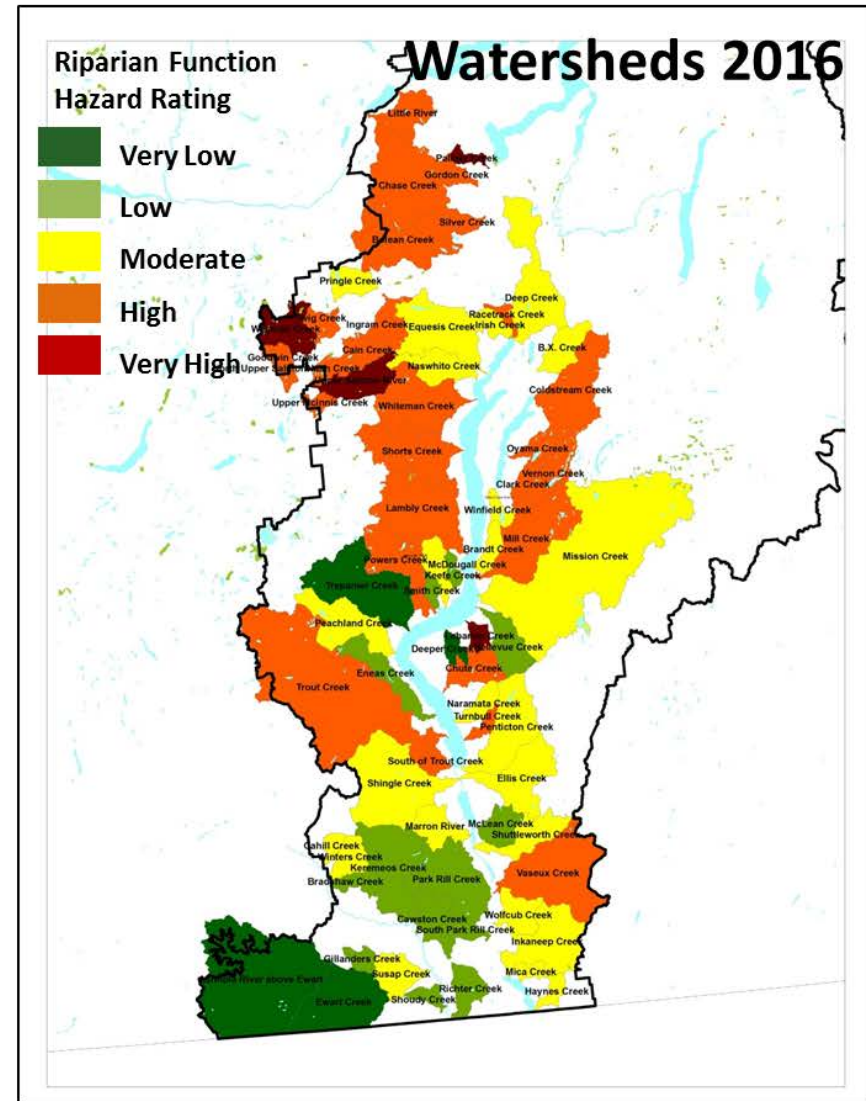 Watersheds 2016
Riparian Function
Hazard Rating
Very Low
Low
Moderate
High
Very High
Little River
Gordon Creek
Chase Creek
Silver Creek
Bolean Creek
Pringle Creek
Deep Creek
Racetrack Creek
Irish Creek
Ingram Creek
Equesis Creek
B.X. Creek
Cain Creek
Goodwin Creek
Naswhito Creek
Coldstream Creek
Whiteman Creek
Shorts Creek
Oyama Creek
Vernon Creek
Clark Creek
Lambly Creek
Winfield Creek
Mill Creek
Brandt Creek
Mission Creek
Powers Creek
McDougall Creek
Keefe Creek
Trepanier Creek
Smith Creek
Peachland Creek
Deeper Creek
Bellevue Creek
Chute Creek
Eneas Creek
Trout Creek
Naramata Creek
Turnbull Creek
Penticton Creek
South of Trout Creek
Ellis Creek
Shingle Creek
Marron River
McLean Creek
Shuttleworth Creek
Cahill Creek
Winters Creek
Keremeos Creek
Bradshaw Creek
Park Rill Creek
Vaseux Creek
Cawston Creek
South Park Rill Creek
Wolfcub Creek
Inkaneep Creek
Gillanders Creek
Susap Creek
Mica Creek
River above Ewart
Ewart Creek
Shoudy Creek
Richter Creek
Haynes Creek